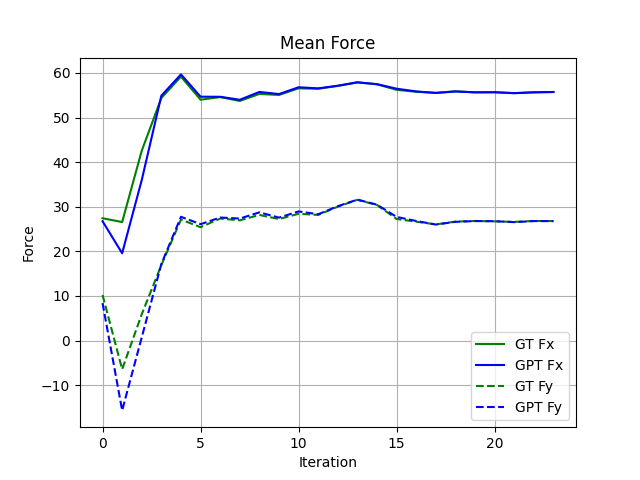 Mean Force
60
50
40
30
20
10
0
−10
Force
0 5 10 15 20
Iteration
GT Fx
GPT Fx
GT Fy
GPT Fy